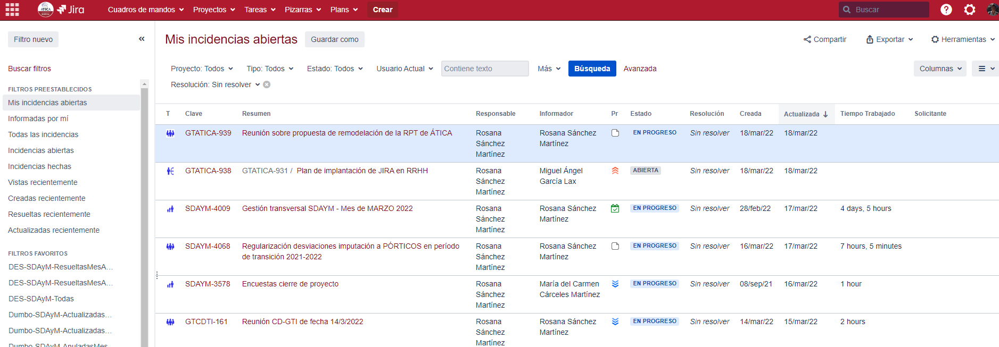 ATICA Jira Cuadros de mandos Proyectos Tareas Pizarras Plans Crear Buscar ?
Filtro nuevo «
Buscar filtros
FILTROS PREESTABLECIDOS
Mis incidencias abiertas
Informadas por mí
Todas las incidencias
Incidencias abiertas
Incidencias hechas
Vistas recientemente
Creadas recientemente
Resueltas recientemente
Actualizadas recientemente
FILTROS FAVORITOS
DES-SDAyM-ResueltasMesA…
DES-SDAyM-ResueltasMesA…
DES-SDAyM-Todas
Dumbo-SDAyM-Actualizadas…
Dumbo-SDAyM-Actualizadas…
Dumbo-SDAyM-AnuladasMes
Mis incidencias abiertas Guardar como Compartir Exportar Herramientas
Proyecto: Todos Tipo: Todos Estado: Todos Usuario Actual Contiene texto Más Búsqueda Avanzada Columnas
Resolución: Sin resolver
T Clave Resumen Responsable Informador Pr Estado Resolución Creada Actualizada ↓ Tiempo Trabajado Solicitante
GTATICA-939 Reunión sobre propuesta de remodelación de la RPT de ÁTICA Rosana Rosana Sánchez EN PROGRESO Sin resolver 18/mar/22 18/mar/22
Sánchez Martínez
Martínez
GTATICA-938 GTATICA-931 / Plan de implantación de JIRA en RRHH Rosana Miguel Ángel ABIERTA Sin resolver 18/mar/22 18/mar/22
Sánchez García Lax
Martínez
SDAYM-4009 Gestión transversal SDAYM - Mes de MARZO 2022 Rosana Rosana Sánchez EN PROGRESO Sin resolver 28/feb/22 17/mar/22 4 days, 5 hours
Sánchez Martínez
Martínez
SDAYM-4068 Regularización desviaciones imputación a PÓRTICOS en período Rosana Rosana Sánchez EN PROGRESO Sin resolver 16/mar/22 17/mar/22 7 hours, 5 minutes
de transición 2021-2022 Sánchez Martínez
Martínez
SDAYM-3578 Encuestas cierre de proyecto Rosana María del Carmen EN PROGRESO Sin resolver 08/sep/21 16/mar/22 1 hour
Sánchez Cárceles Martínez
Martínez
GTCDTI-161 Reunión CD-GTI de fecha 14/3/2022 Rosana Rosana Sánchez EN PROGRESO Sin resolver 14/mar/22 15/mar/22 2 hours
Sánchez Martínez
Martínez